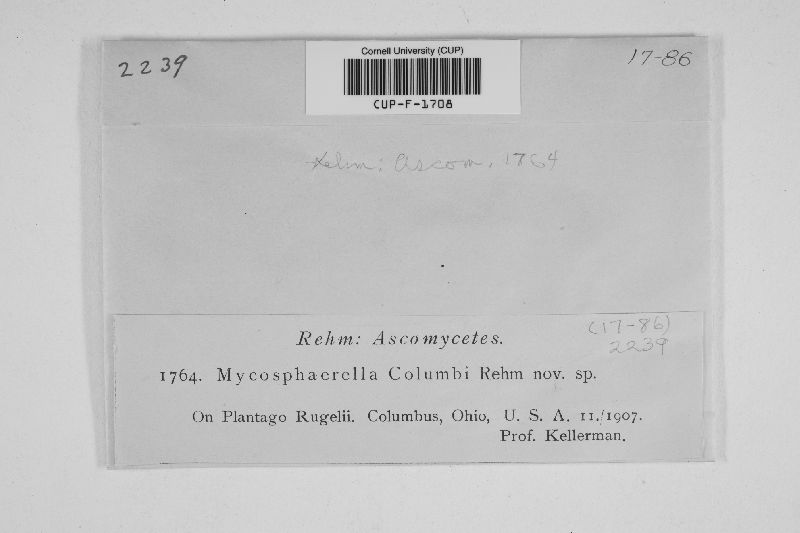 2239
Cornell University (CUP)
CUP-F-1708
17-86
Rehm: Ascom. 1764
Rehm: Ascomycetes.
(17-86)
2239
1764. Mycosphaerella Columbi Rehm nov. sp.
On Plantago Rugelii. Columbus, Ohio, U. S. A. 11./1907.
Prof. Kellerman.